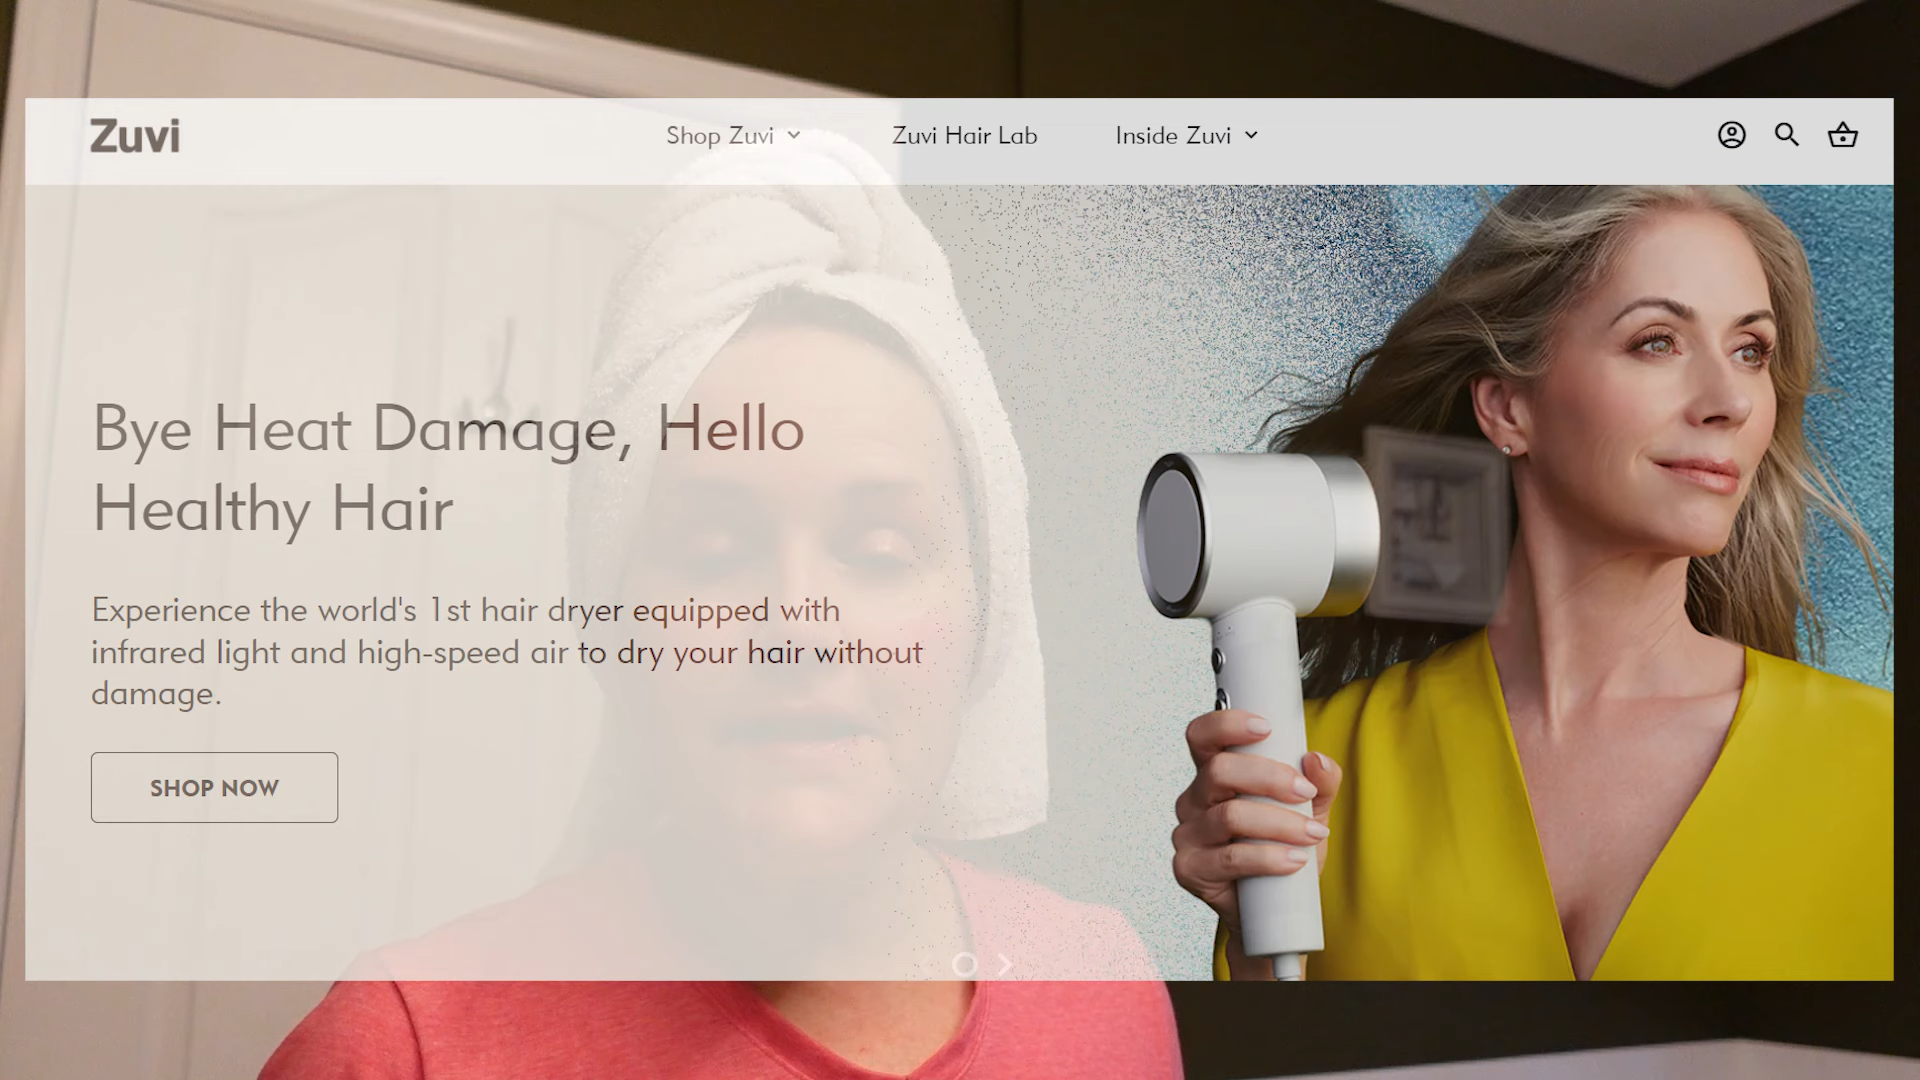 Zuvi
Shop Zuvi
Zuvi Hair Lab
Inside Zuvi
Bye Heat Damage, Hello
Healthy Hair
Experience the world's 1st hair dryer equipped with
infrared light and high-speed air to dry your hair without
damage.
SHOP NOW